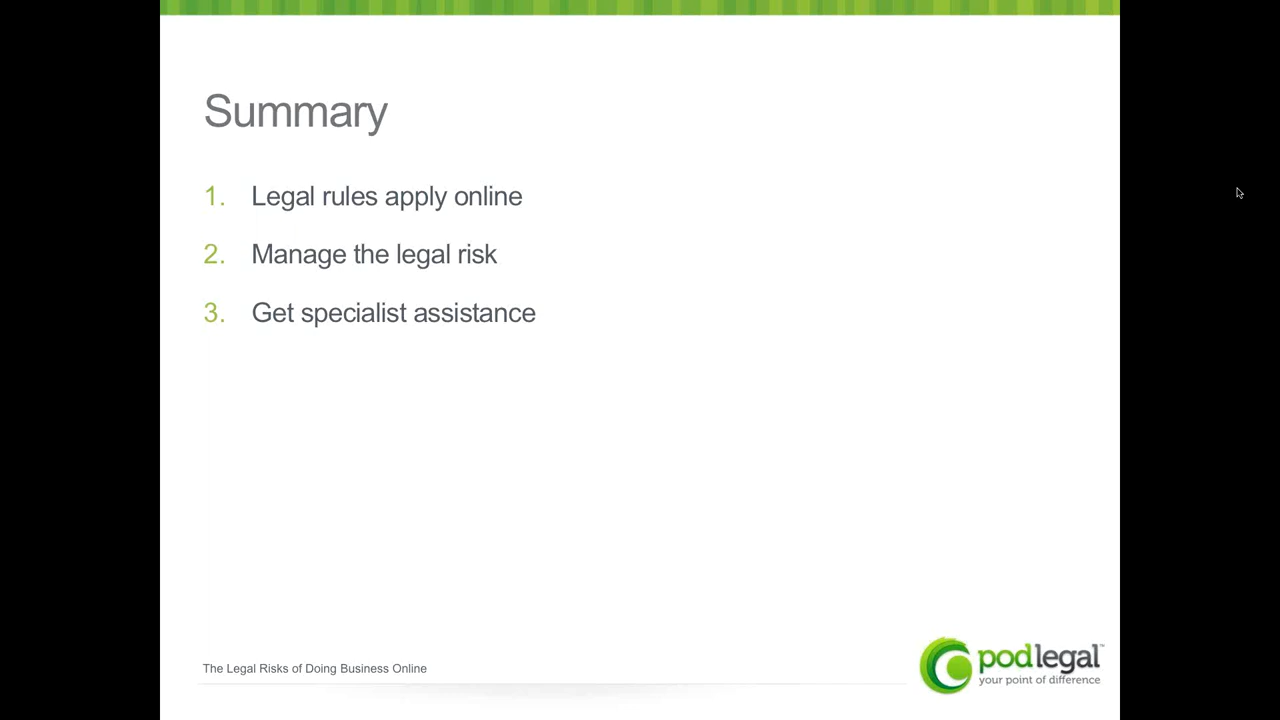 Summary
1. Legal rules apply online
2. Manage the legal risk
3. Get specialist assistance
The Legal Risks of Doing Business Online
podlegal™
your point of difference